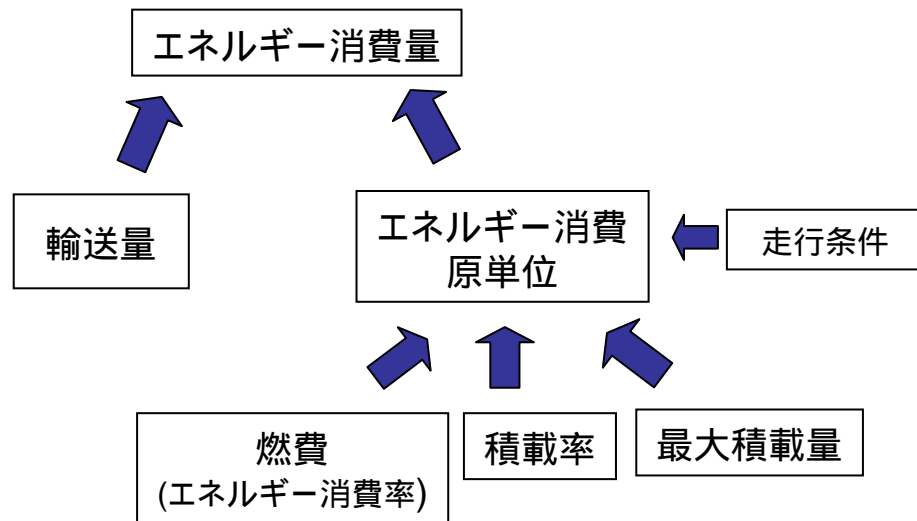 エネルギー消費量
輸送量
エネルギー消費
原単位
走行条件
燃費
(エネルギー消費率)
積載率
最大積載量